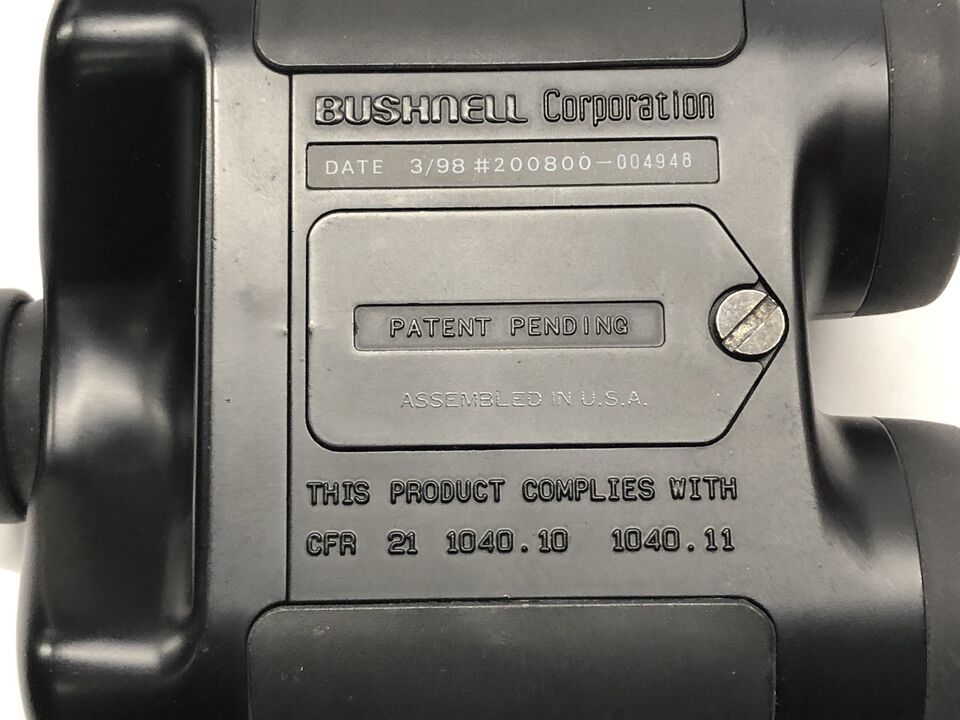 BUSHNELL Corporation
DATE 3/98 #200800-004948
PATENT PENDING
ASSEMBLED IN U.S.A.
THIS PRODUCT COMPLIES WITH
CFR 21 1040.10 1040.11